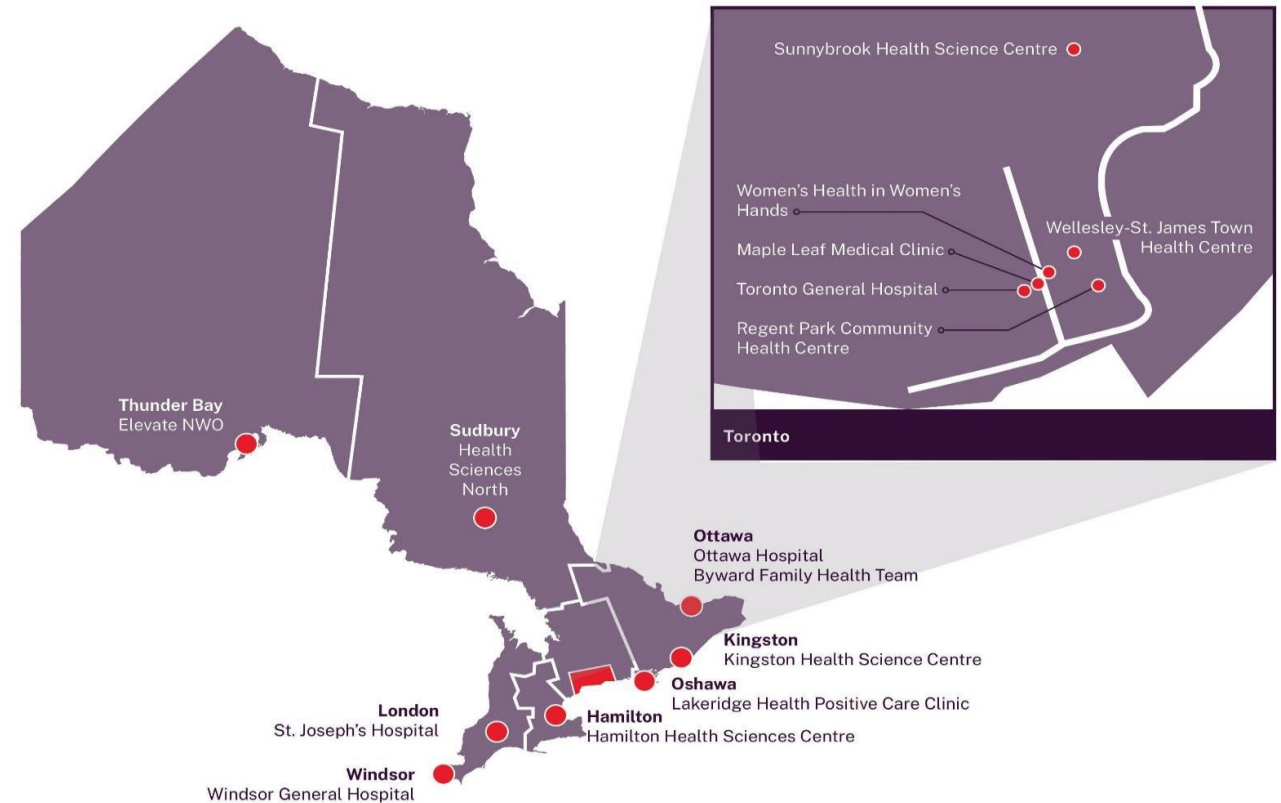 Sunnybrook Health Science Centre
Women's Health in Women's
Hands
Maple Leaf Medical Clinic
Toronto General Hospital
Regent Park Community
Health Centre
Wellesley-St. James Town
Health Centre
Toronto
Thunder Bay
Elevate NWO
Sudbury
Health
Sciences
North
Ottawa
Ottawa Hospital
Byward Family Health Team
Kingston
Kingston Health Science Centre
Oshawa
Lakeridge Health Positive Care Clinic
Hamilton
Hamilton Health Sciences Centre
London
St. Joseph's Hospital
Windsor
Windsor General Hospital